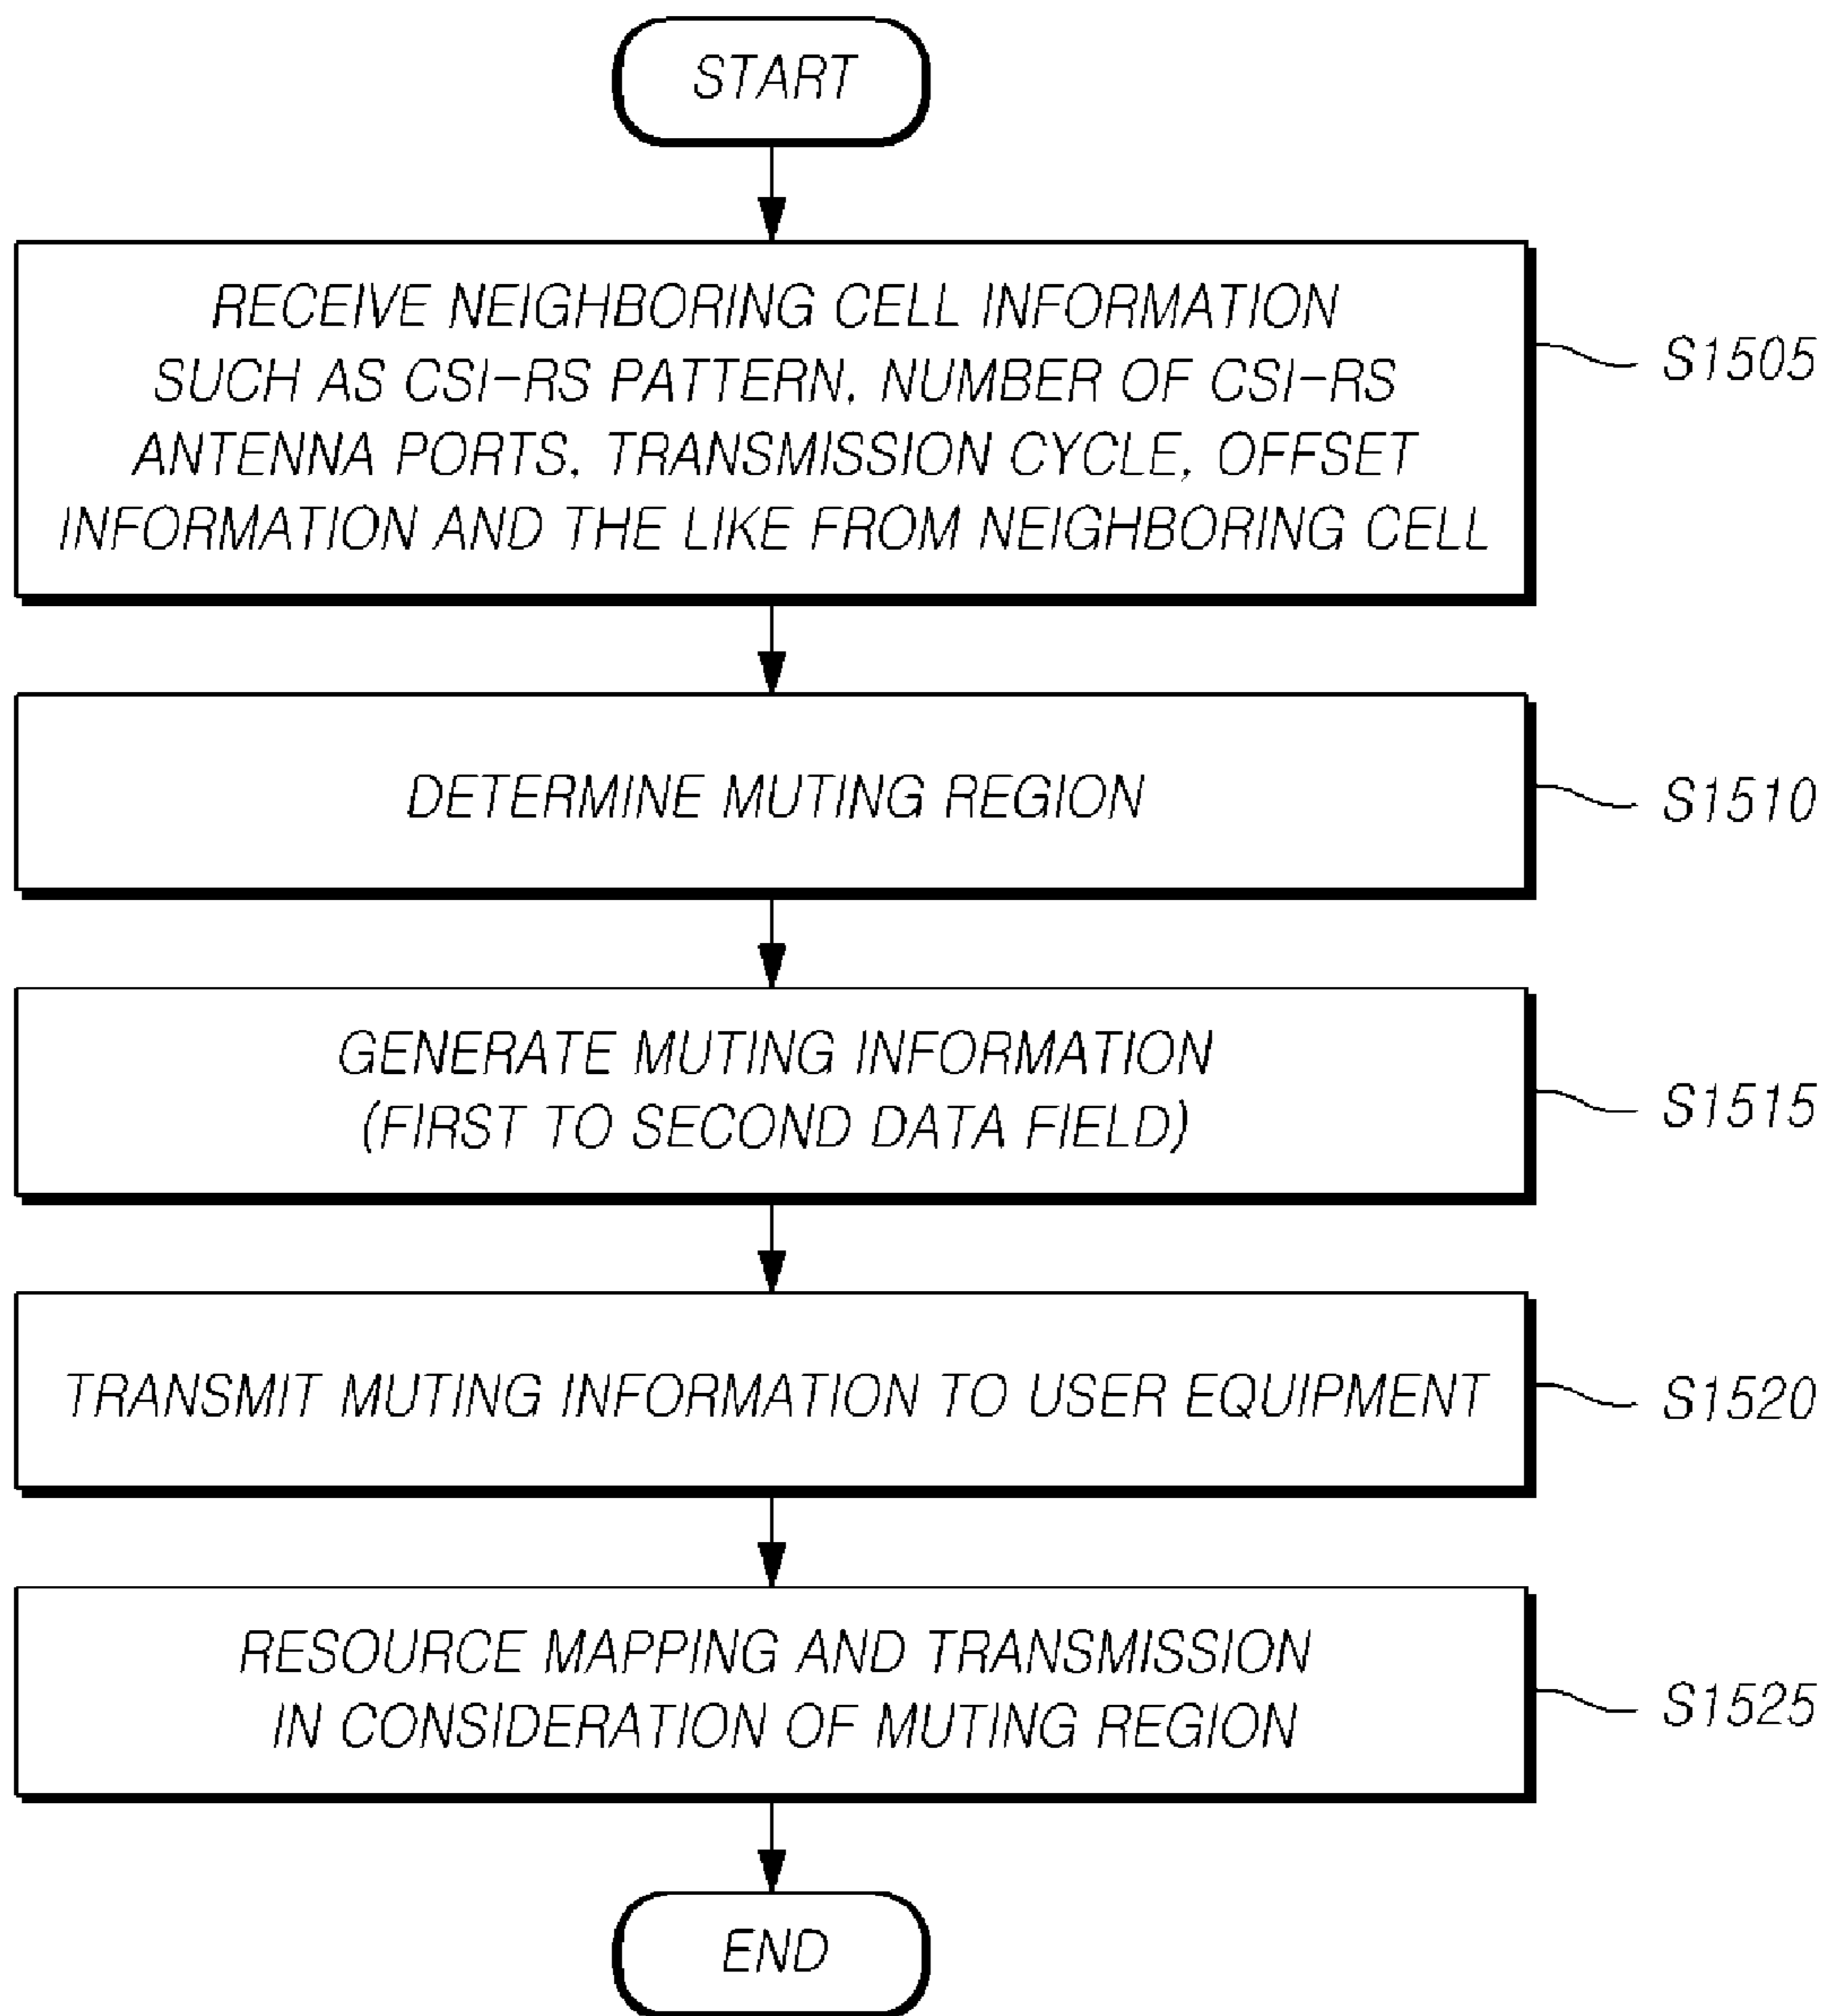 START
RECEIVE NEIGHBORING CELL INFORMATION
SUCH AS CSI-RS PATTERN, NUMBER OF CSI-RS
ANTENNA PORTS, TRANSMISSION CYCLE, OFFSET
INFORMATION AND THE LIKE FROM NEIGHBORING CELL
S1505
DETERMINE MUTING REGION
S1510
GENERATE MUTING INFORMATION
(FIRST TO SECOND DATA FIELD)
S1515
TRANSMIT MUTING INFORMATION TO USER EQUIPMENT
S1520
RESOURCE MAPPING AND TRANSMISSION
IN CONSIDERATION OF MUTING REGION
S1525
END